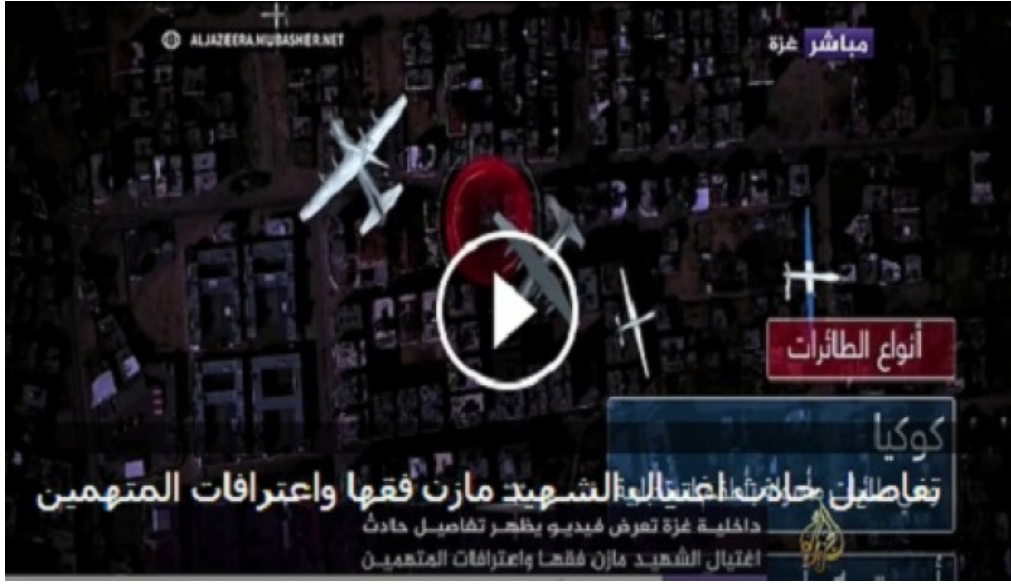 ALJAZEERA.MUBASHER.NET
مباشر غزة
أنواع الطائرات
كوكيا
تفاصيل حادث اغتيال الشهيد مازن فقها واعترافات المتهمين
داخلية غزة تعرض فيديو يظهر تفاصيل حادث
اغتيال الشهيد مازن فقها واعترافات المتهمين